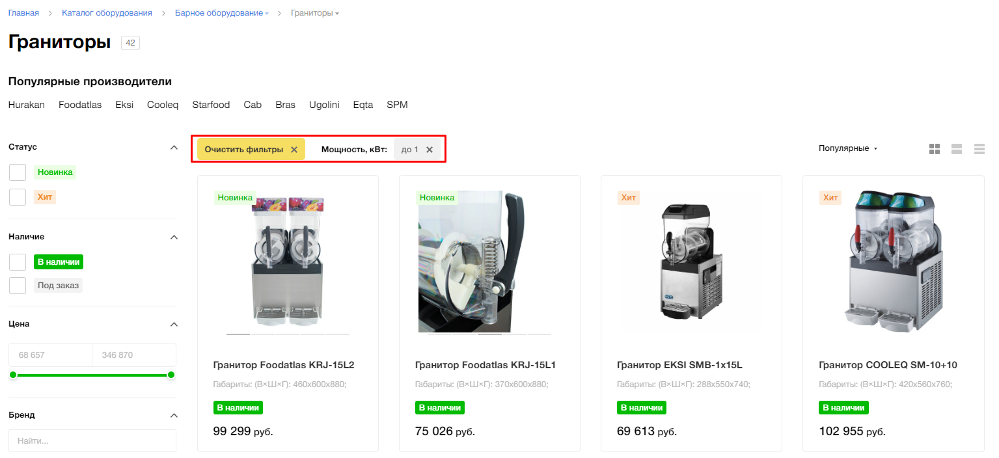 Главная > Каталог оборудования > Барное оборудование > Граниторы
Граниторы 42
Популярные производители
Hurakan Foodatlas Eksi Cooleq Starfood Cab Bras Ugolini Eqta SPM
Статус
Новинка
Хит
Наличие
В наличии
Под заказ
Цена
68 657 346 870
Бренд
Найти...
Очистить фильтры × Мощность, кВт: до 1 ×
Популярные
Новинка
Гранитор Foodatlas KRJ-15L2
Габариты: (В×Ш×Г): 460x600x880;
В наличии
99 299 руб.
Новинка
Гранитор Foodatlas KRJ-15L1
Габариты: (В×Ш×Г): 370x600x880;
В наличии
75 026 руб.
Хит
Гранитор EKSI SMB-1x15L
Габариты: (В×Ш×Г): 288x550x740;
В наличии
69 613 руб.
Хит
Гранитор COOLEQ SM-10+10
Габариты: (В×Ш×Г): 420x560x760;
В наличии
102 955 руб.